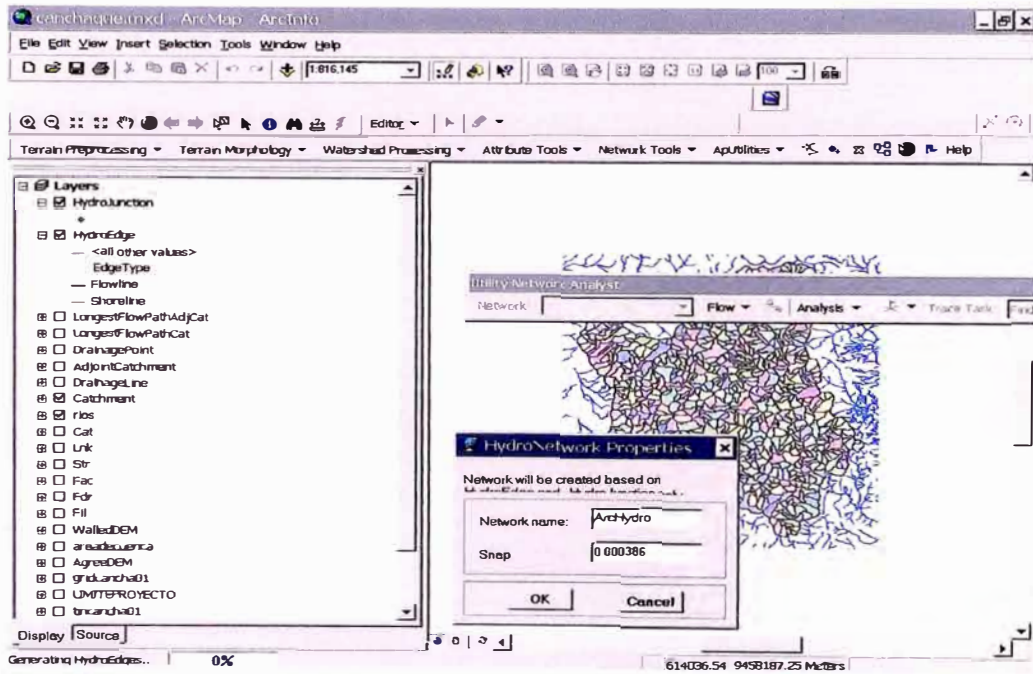 canchaque.mxd - ArcMap - ArcInfo
File Edit View Insert Selection Tools Window Help
1:816,145
100
Editor
Terrain Preprocessing Terrain Morphology Watershed Processing Attribute Tools Network Tools ApUtilities Help
Layers
HydroJunction
HydroEdge
<all other values>
EdgeType
Flowline
Shoreline
LongestFlowPathAdjCat
LongestFlowPathCat
DrainagePoint
AdjointCatchment
DrainageLine
Catchment
rios
Cat
Lnk
Str
Fac
Fdr
Fil
WalledDEM
areadecuenca
AgreeDEM
gridcancha01
LIMITEPROYECTO
tincancha01
Display Source
Generating HydroEdges.. 0%
Utility Network Analyst
Network Flow Analysis Trace Task: Find
HydroNetwork Properties
Network will be created based on
Network name: ArcHydro
Snap 0.000386
OK Cancel
614036.54 9458187.25 Meters